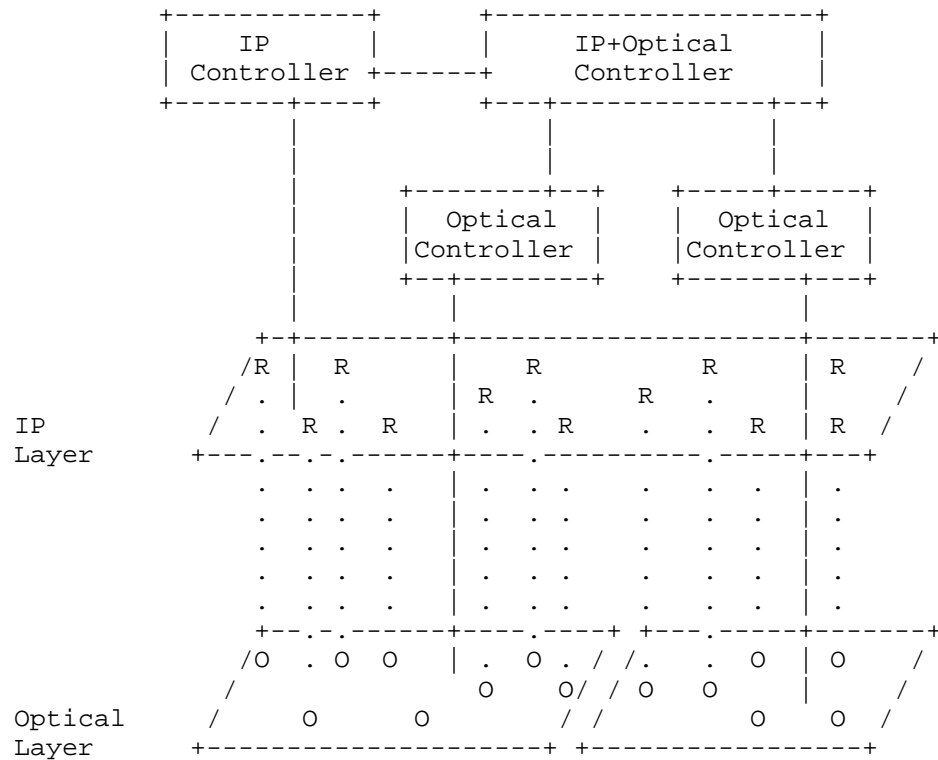 IP IP+Optical
Controller Controller
Optical Optical
Controller Controller
R R R R R
R R
IP R R R R R
Layer
O O O O O O
O O O O
Optical O O O O
Layer